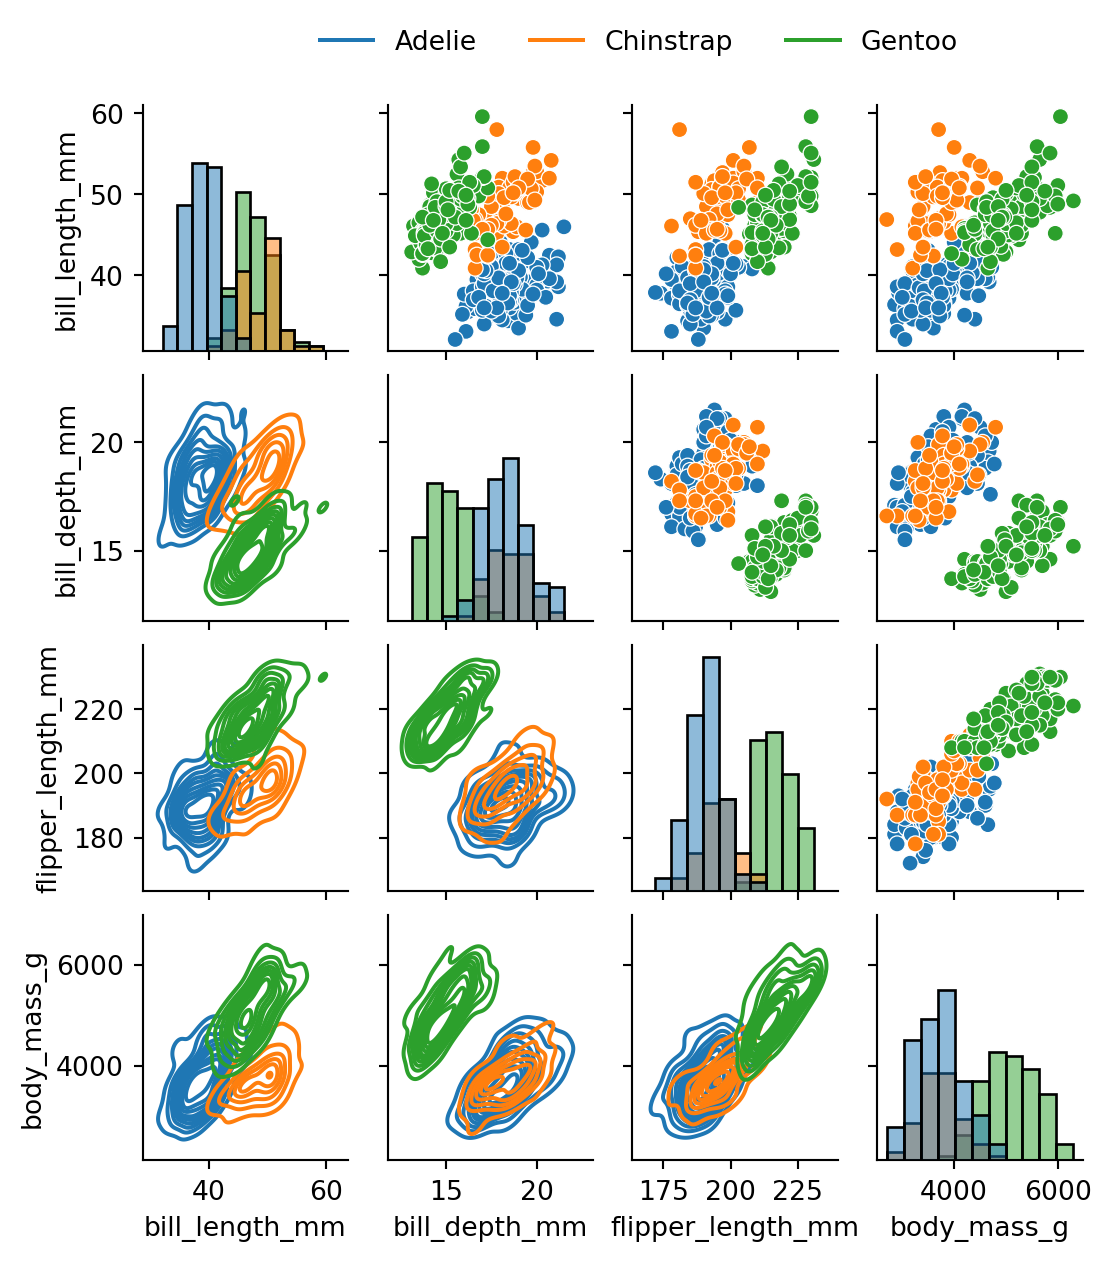 Adelie Chinstrap Gentoo
bill_length_mm
60
50
40
bill_depth_mm
20
15
flipper_length_mm
220
200
180
body_mass_g
6000
4000
40 60 15 20 175 200 225 4000 6000
bill_length_mm bill_depth_mm flipper_length_mm body_mass_g